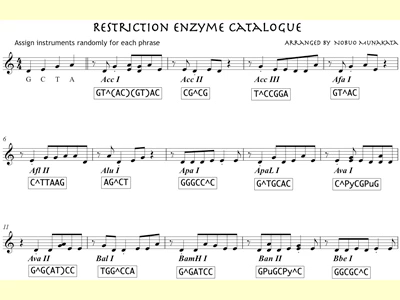 RESTRICTION ENZYME CATALOGUE
Assign instruments randomly for each phrase
ARRANGED BY NOBUO MUNAKATA
G C T A Acc I Acc II Acc III Afa I
GT^(AC)(GT)AC CG^CG T^CCGGA GT^AC
6
Afl II Alu I Apa I ApaL I Ava I
C^TTAAG AG^CT GGGCC^C G^TGCAC C^PyCGPuG
11
Ava II Bal I BamH I Ban II Bbe I
G^G(AT)CC TGG^CCA G^GATCC GPuGCPy^C GGCGC^C